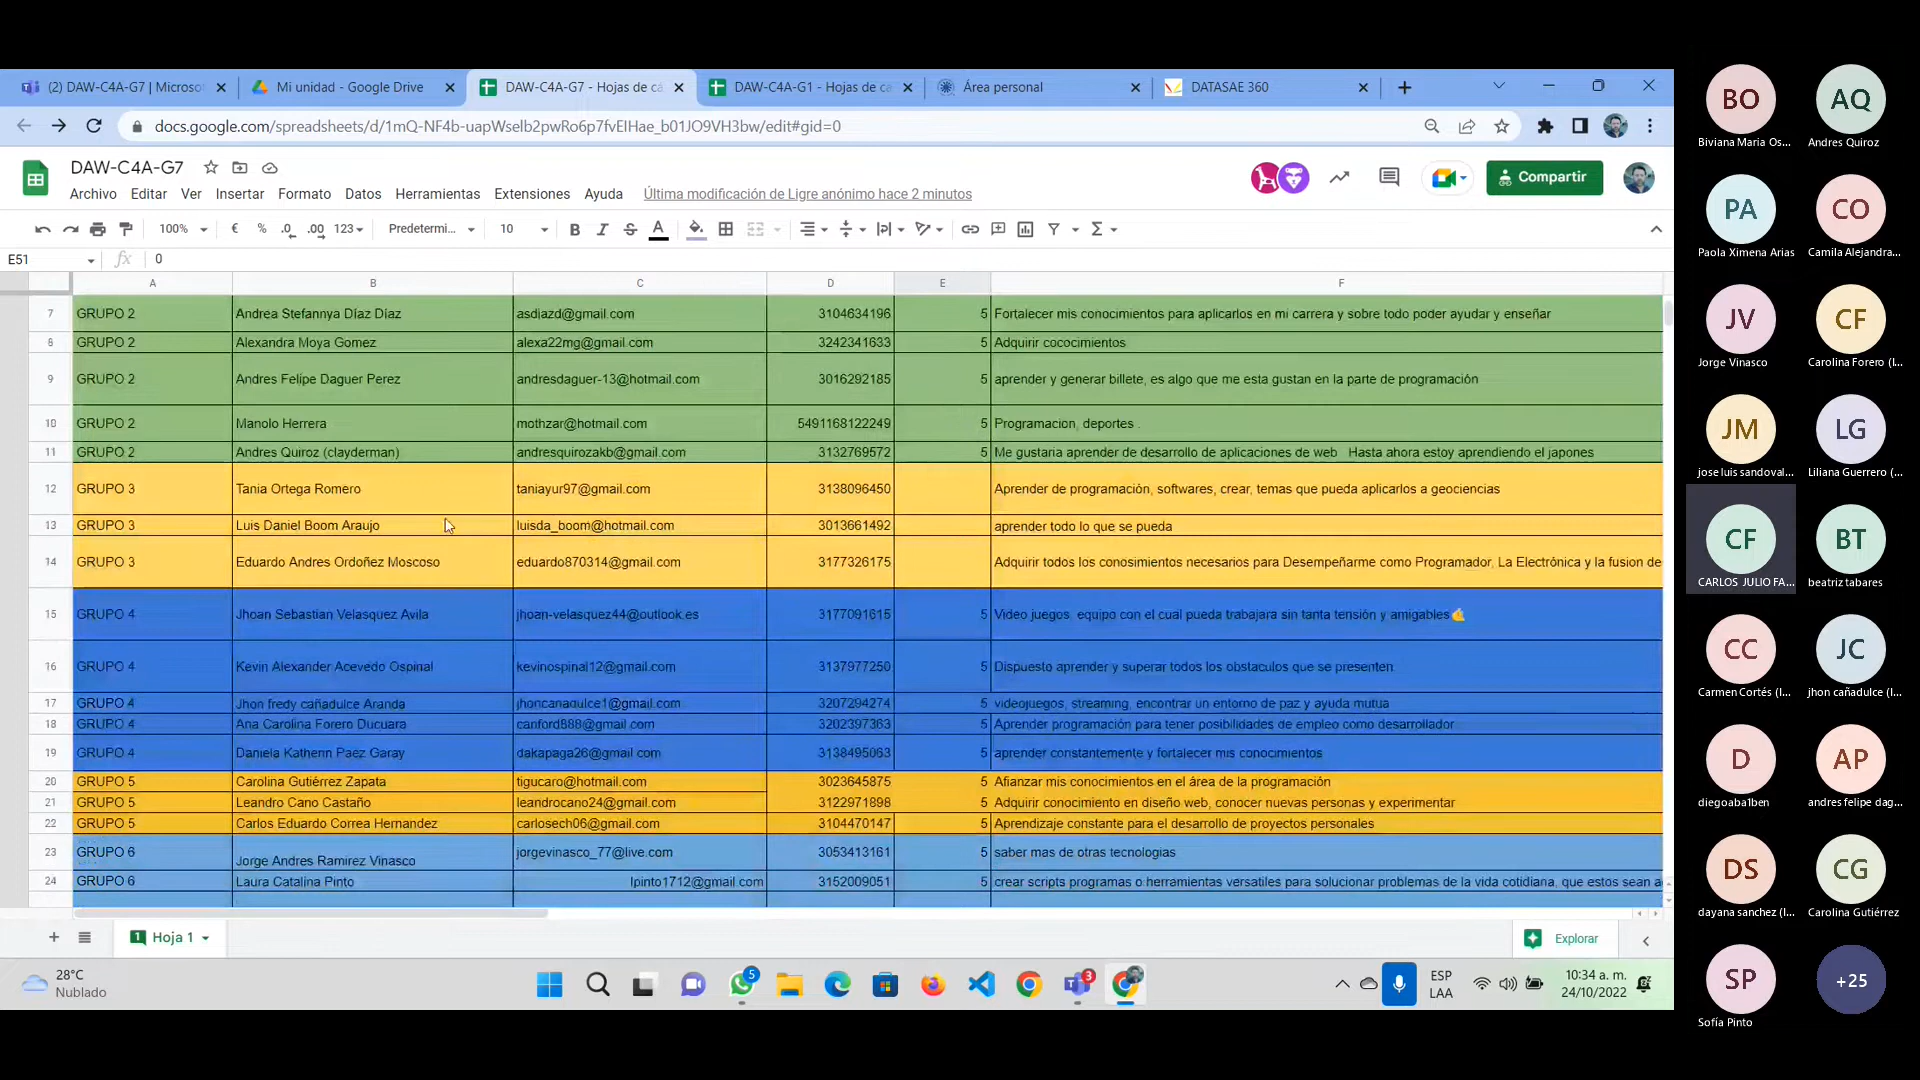 (2) DAW-C4A-G7 | Microso
Mi unidad - Google Drive
DAW-C4A-G7 - Hojas de cá
DAW-C4A-G1 - Hojas de ca
Área personal
DATASAE 360
docs.google.com/spreadsheets/d/1mQ-NF4b-uapWselb2pwRo6p7fvEIHae_b01JO9VH3bw/edit#gid=0
DAW-C4A-G7
Archivo Editar Ver Insertar Formato Datos Herramientas Extensiones Ayuda Última modificación de Ligre anónimo hace 2 minutos
Compartir
100% € % .0 .00 123 Predetermi... 10
E51 0
A B C D E F
7 GRUPO 2 Andrea Stefannya Díaz Díaz asdiazd@gmail.com 3104634196 5 Fortalecer mis conocimientos para aplicarlos en mi carrera y sobre todo poder ayudar y enseñar
8 GRUPO 2 Alexandra Moya Gomez alexa22mg@gmail.com 3242341633 5 Adquirir cococimientos
9 GRUPO 2 Andres Felipe Daguer Perez andresdaguer-13@hotmail.com 3016292185 5 aprender y generar billete, es algo que me esta gustan en la parte de programación
10 GRUPO 2 Manolo Herrera mothzar@hotmail.com 5491168122249 5 Programacion, deportes .
11 GRUPO 2 Andres Quiroz (clayderman) andresquirozakb@gmail.com 3132769572 5 Me gustaria aprender de desarrollo de aplicaciones de web Hasta ahora estoy aprendiendo el japones
12 GRUPO 3 Tania Ortega Romero taniayur97@gmail.com 3138096450 Aprender de programación, softwares, crear, temas que pueda aplicarlos a geociencias
13 GRUPO 3 Luis Daniel Boom Araujo luisda_boom@hotmail.com 3013661492 aprender todo lo que se pueda
14 GRUPO 3 Eduardo Andres Ordoñez Moscoso eduardo870314@gmail.com 3177326175 Adquirir todos los conosimientos necesarios para Desempeñarme como Programador, La Electrónica y la fusion de
15 GRUPO 4 Jhoan Sebastian Velasquez Avila jhoan-velasquez44@outlook.es 3177091615 5 Video juegos, equipo con el cual pueda trabajara sin tanta tensión y amigables🤙
16 GRUPO 4 Kevin Alexander Acevedo Ospinal kevinospinal12@gmail.com 3137977250 5 Dispuesto aprender y superar todos los obstaculos que se presenten
17 GRUPO 4 Jhon fredy cañadulce Aranda jhoncanadulce1@gmail.com 3207294274 5 videojuegos, streaming, encontrar un entorno de paz y ayuda mutua
18 GRUPO 4 Ana Carolina Forero Ducuara canford888@gmail.com 3202397363 5 Aprender programación para tener posibilidades de empleo como desarrollador
19 GRUPO 4 Daniela Katherin Paez Garay dakapaga26@gmail.com 3138495063 5 aprender constantemente y fortalecer mis conocimientos
20 GRUPO 5 Carolina Gutiérrez Zapata tigucaro@hotmail.com 3023645875 5 Afianzar mis conocimientos en el área de la programación
21 GRUPO 5 Leandro Cano Castaño leandrocano24@gmail.com 3122971898 5 Adquirir conocimiento en diseño web, conocer nuevas personas y experimentar
22 GRUPO 5 Carlos Eduardo Correa Hernandez carlosech06@gmail.com 3104470147 5 Aprendizaje constante para el desarrollo de proyectos personales
23 GRUPO 6 Jorge Andres Ramirez Vinasco jorgevinasco_77@live.com 3053413161 5 saber mas de otras tecnologias
24 GRUPO 6 Laura Catalina Pinto lpinto1712@gmail.com 3152009051 5 crear scripts programas o herramientas versatiles para solucionar problemas de la vida cotidiana, que estos sean a
1 Hoja 1
Explorar
28°C
Nublado
5
3
ESP
LAA
10:34 a. m.
24/10/2022
BO AQ
Biviana Maria Os... Andres Quiroz
PA CO
Paola Ximena Arias Camila Alejandra...
JV CF
Jorge Vinasco Carolina Forero (I...
JM LG
jose luis sandoval... Liliana Guerrero (...
CF BT
CARLOS JULIO FA... beatriz tabares
CC JC
Carmen Cortés (I... jhon cañadulce (I...
D AP
diegoaba1ben andres felipe dag...
DS CG
dayana sanchez (I... Carolina Gutiérrez
SP +25
Sofía Pinto